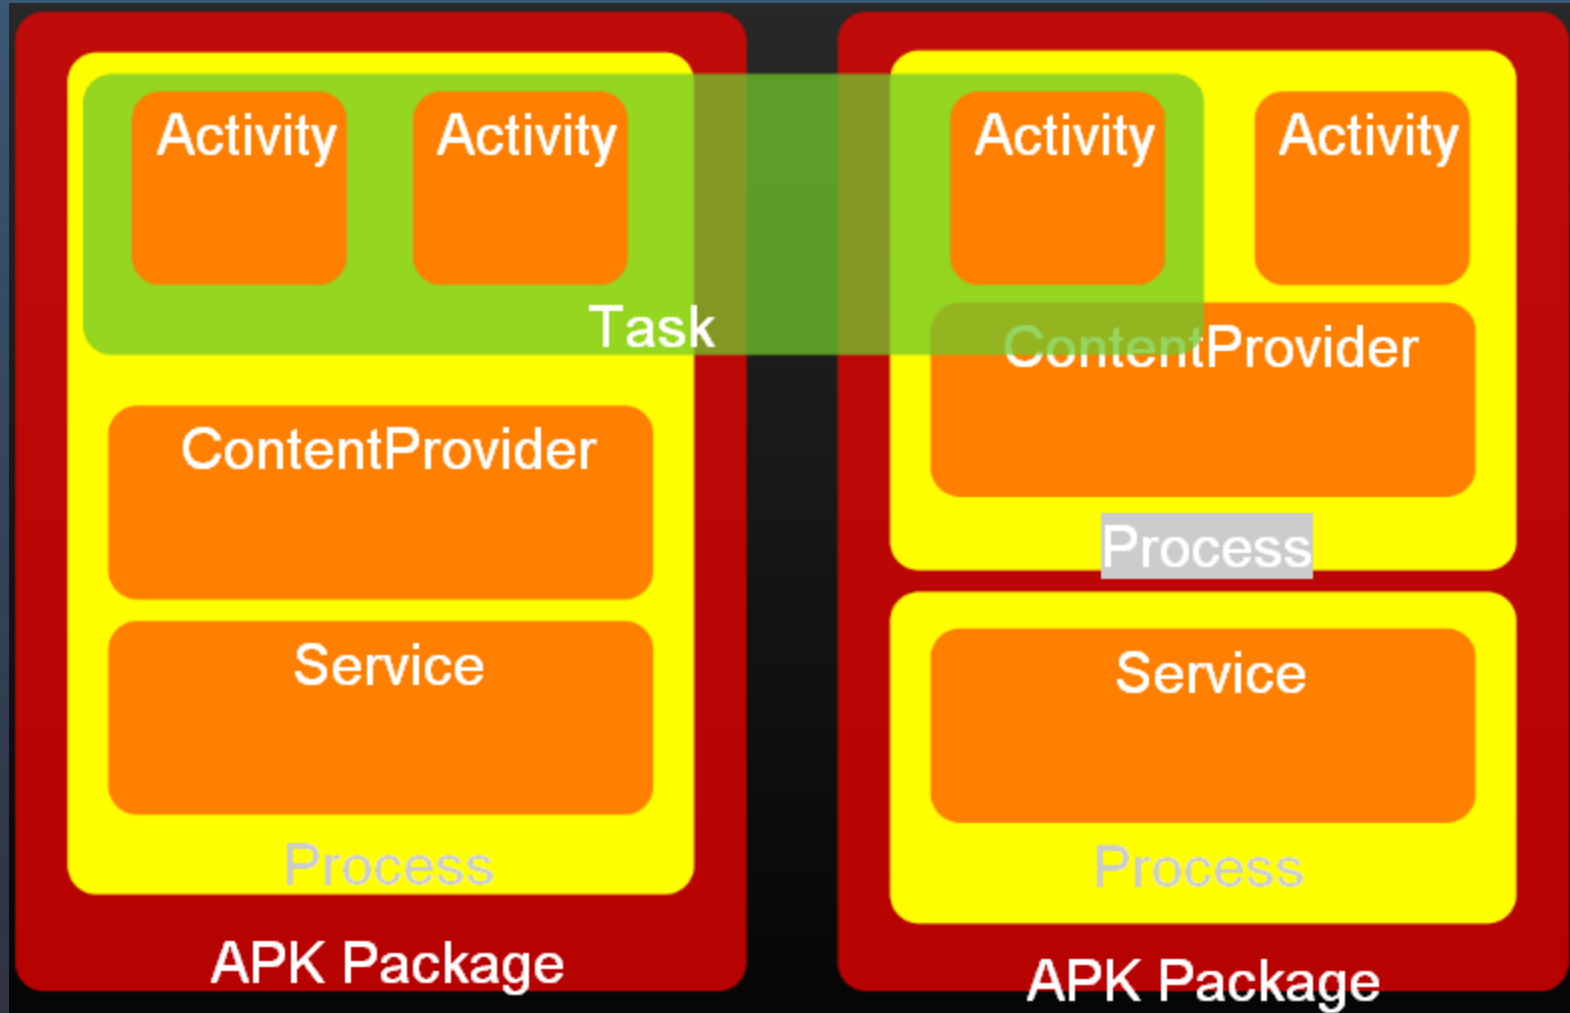 Activity
Activity
Task
ContentProvider
Service
Process
APK Package
Activity
Activity
ContentProvider
Process
Service
Process
APK Package